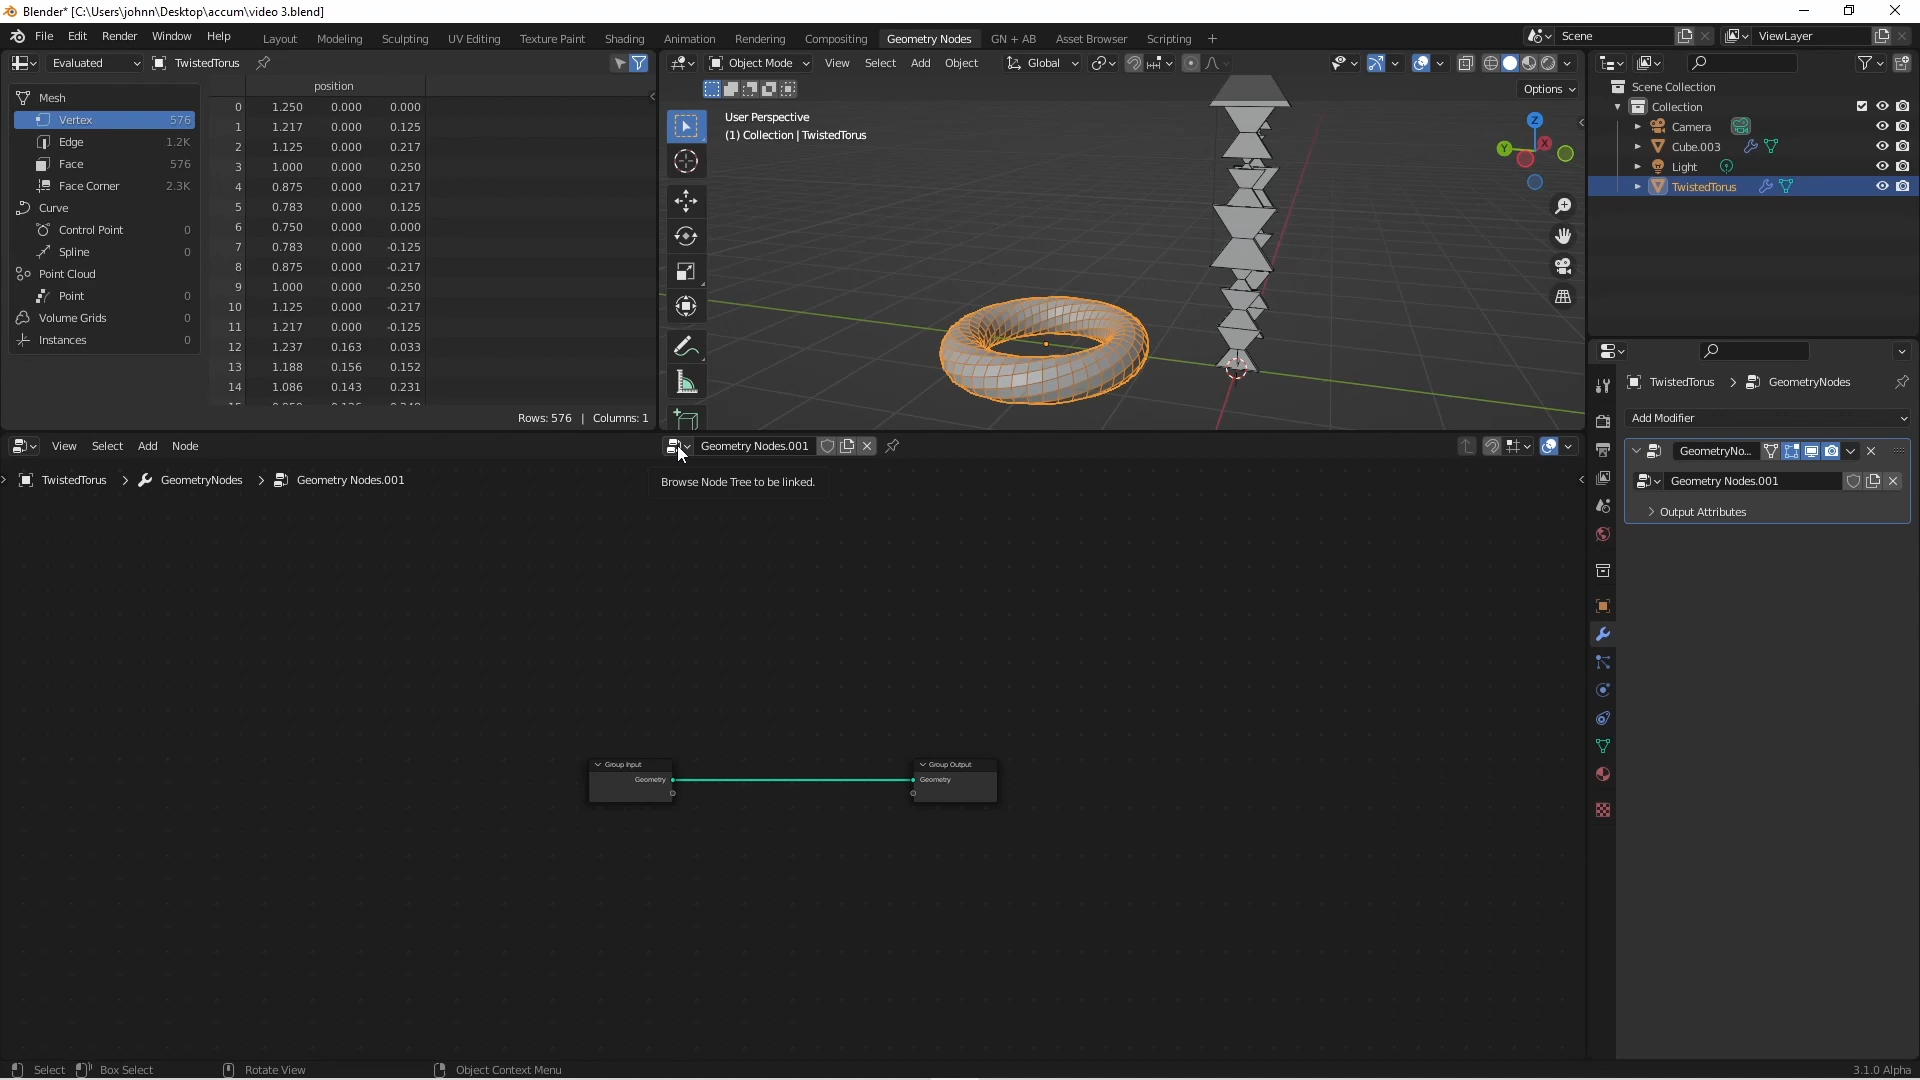 Blender* [C:\Users\johnn\Desktop\accum\video 3.blend]
File Edit Render Window Help Layout Modeling Sculpting UV Editing Texture Paint Shading Animation Rendering Compositing Geometry Nodes GN + AB Asset Browser Scripting + Scene ViewLayer
Evaluated TwistedTorus
Object Mode View Select Add Object Global
Options
position
Mesh
Vertex 576
Edge 1.2K
Face 576
Face Corner 2.3K
Curve
Control Point 0
Spline 0
Point Cloud
Point 0
Volume Grids 0
Instances 0
0 1.250 0.000 0.000
1 1.217 0.000 0.125
2 1.125 0.000 0.217
3 1.000 0.000 0.250
4 0.875 0.000 0.217
5 0.783 0.000 0.125
6 0.750 0.000 0.000
7 0.783 0.000 -0.125
8 0.875 0.000 -0.217
9 1.000 0.000 -0.250
10 1.125 0.000 -0.217
11 1.217 0.000 -0.125
12 1.237 0.163 0.033
13 1.188 0.156 0.152
14 1.086 0.143 0.231
Rows: 576 | Columns: 1
User Perspective
(1) Collection | TwistedTorus
Z
Y
X
Scene Collection
Collection
Camera
Cube.003
Light
TwistedTorus
TwistedTorus > GeometryNodes
Add Modifier
GeometryNo...
Geometry Nodes.001
Output Attributes
View Select Add Node Geometry Nodes.001
TwistedTorus > GeometryNodes > Geometry Nodes.001
Browse Node Tree to be linked.
Group Input
Geometry
Group Output
Geometry
Select Box Select Rotate View Object Context Menu 3.1.0 Alpha